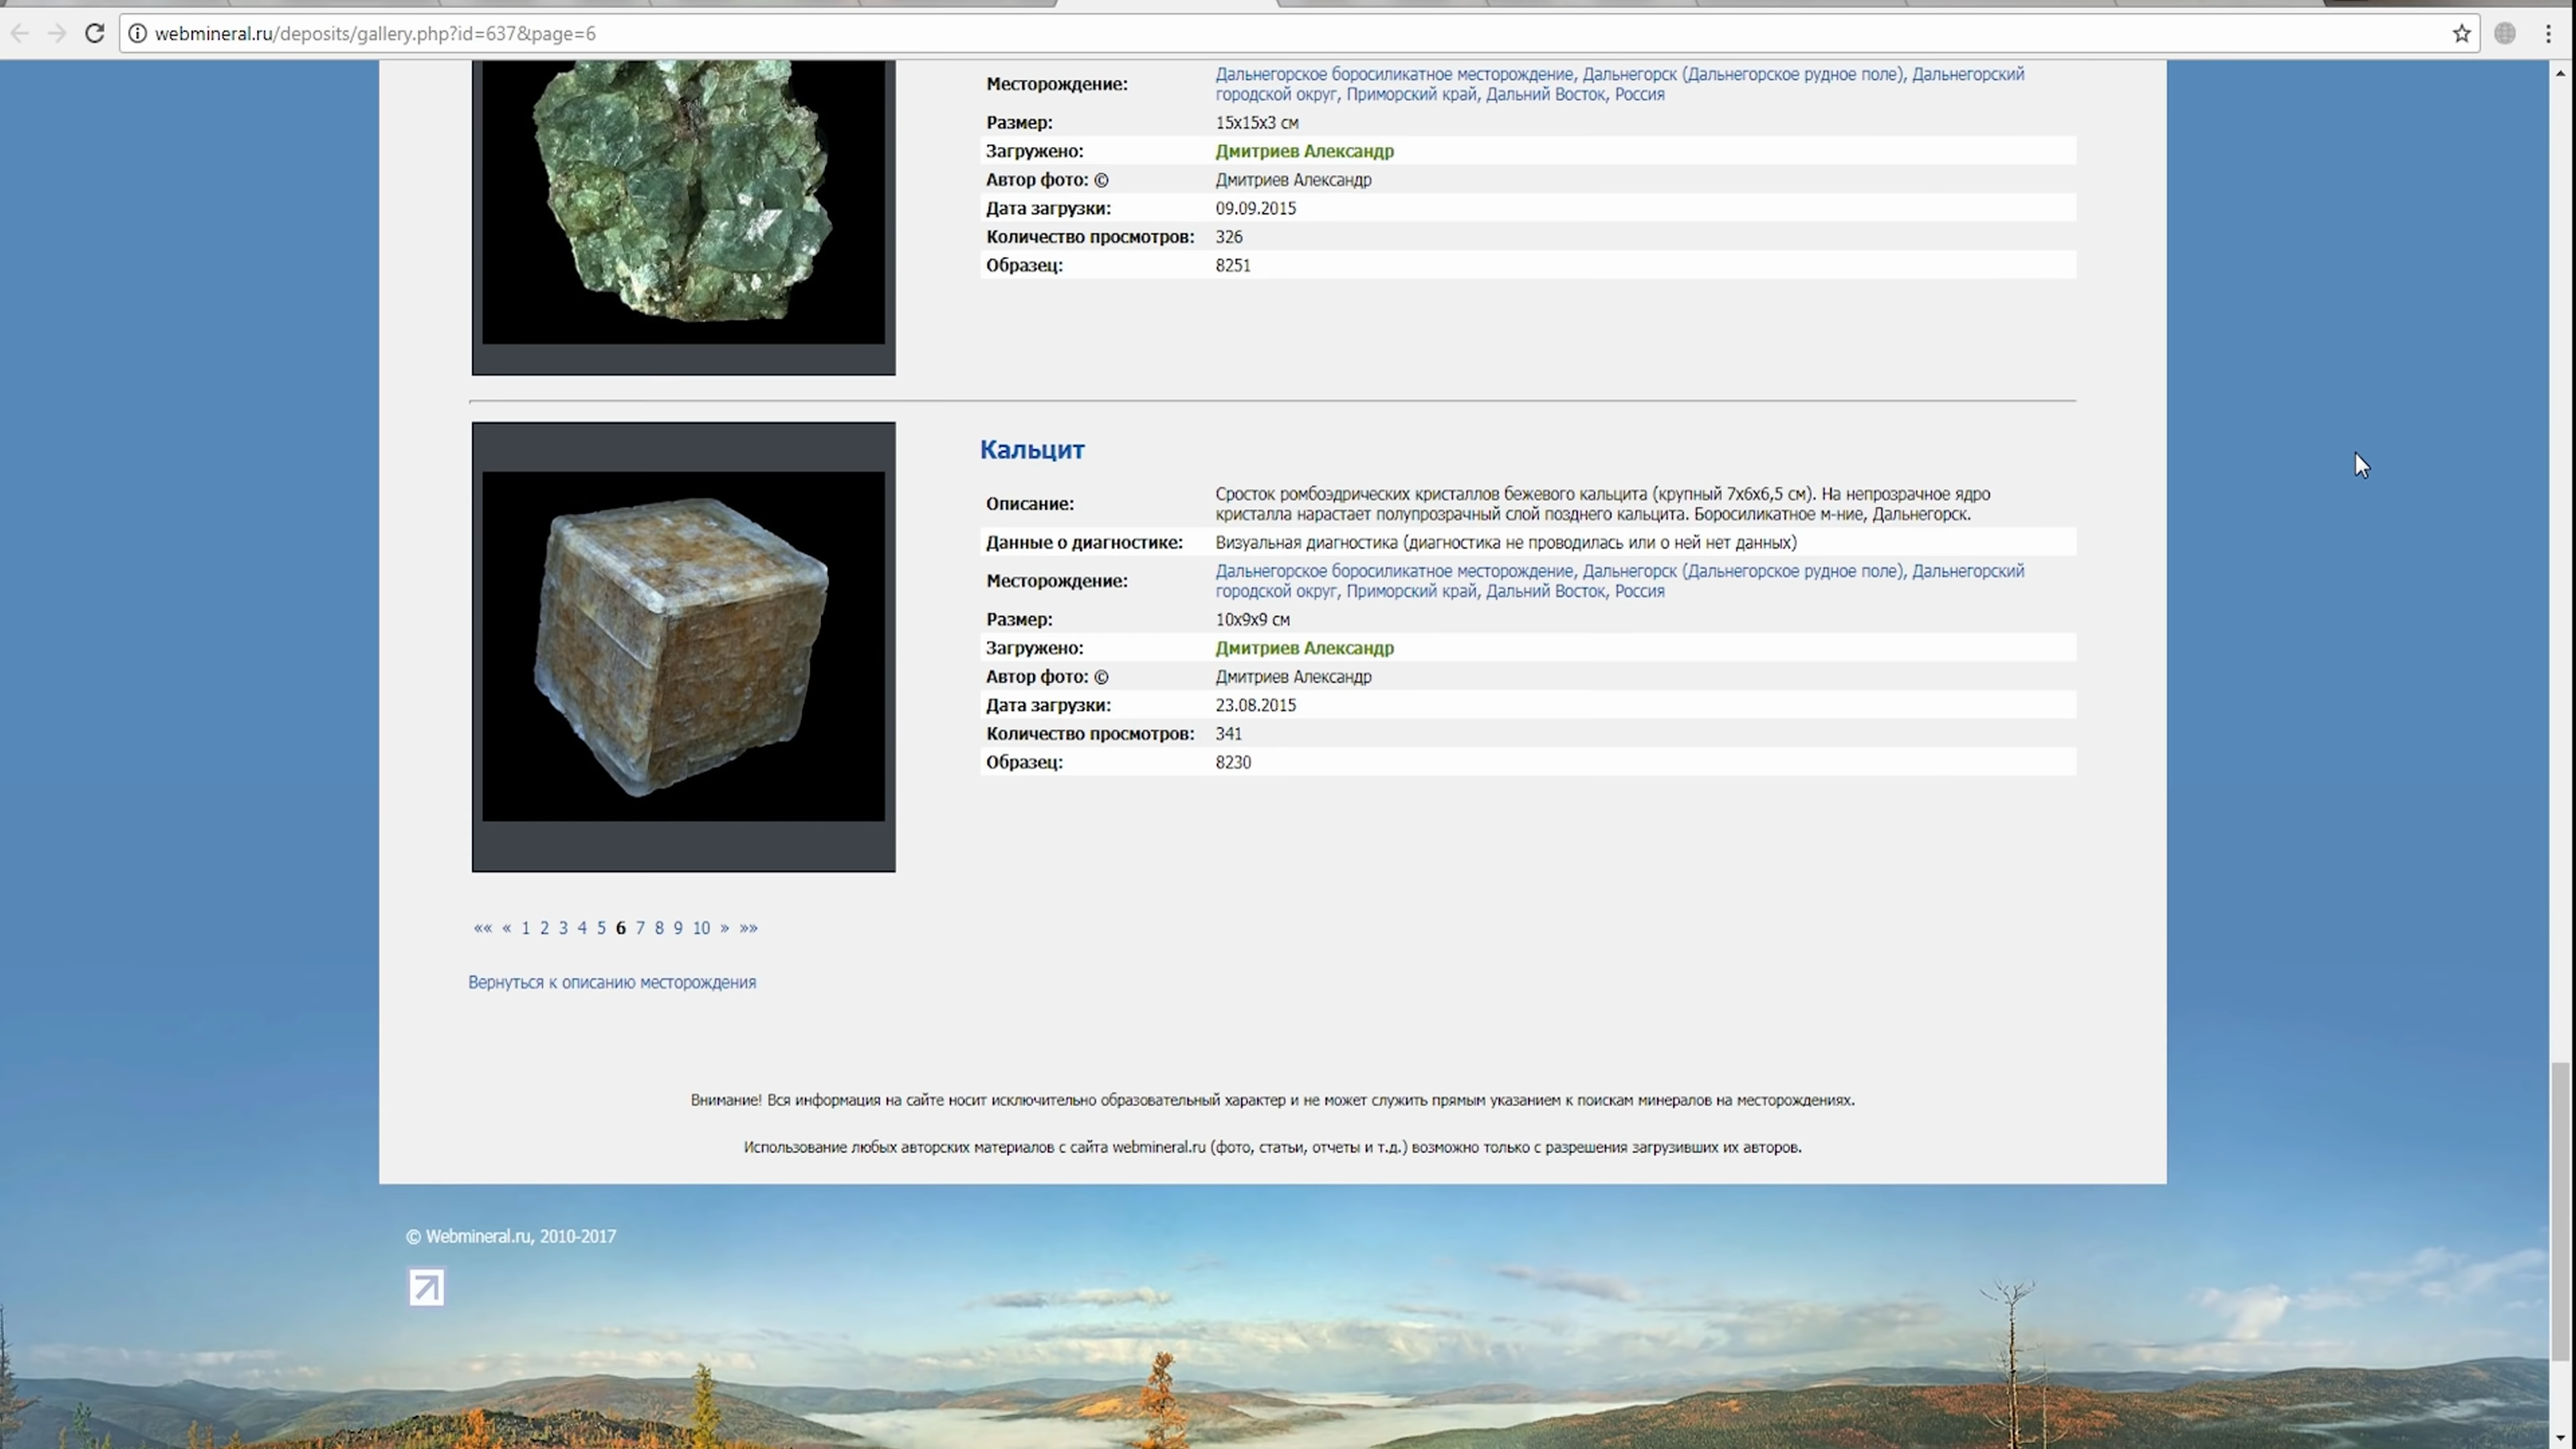 webmineral.ru/deposits/gallery.php?id=637&page=6
Месторождение: Дальнегорское боросиликатное месторождение, Дальнегорск (Дальнегорское рудное поле), Дальнегорский
городской округ, Приморский край, Дальний Восток, Россия
Размер: 15x15x3 см
Загружено: Дмитриев Александр
Автор фото: © Дмитриев Александр
Дата загрузки: 09.09.2015
Количество просмотров: 326
Образец: 8251
Кальцит
Описание: Сросток ромбоэдрических кристаллов бежевого кальцита (крупный 7x6x6,5 см). На непрозрачное ядро
кристалла нарастает полупрозрачный слой позднего кальцита. Боросиликатное м-ние, Дальнегорск.
Данные о диагностике: Визуальная диагностика (диагностика не проводилась или о ней нет данных)
Месторождение: Дальнегорское боросиликатное месторождение, Дальнегорск (Дальнегорское рудное поле), Дальнегорский
городской округ, Приморский край, Дальний Восток, Россия
Размер: 10x9x9 см
Загружено: Дмитриев Александр
Автор фото: © Дмитриев Александр
Дата загрузки: 23.08.2015
Количество просмотров: 341
Образец: 8230
«« « 1 2 3 4 5 6 7 8 9 10 » »»
Вернуться к описанию месторождения
Внимание! Вся информация на сайте носит исключительно образовательный характер и не может служить прямым указанием к поискам минералов на месторождениях.
Использование любых авторских материалов с сайта webmineral.ru (фото, статьи, отчеты и т.д.) возможно только с разрешения загрузивших их авторов.
© Webmineral.ru, 2010-2017